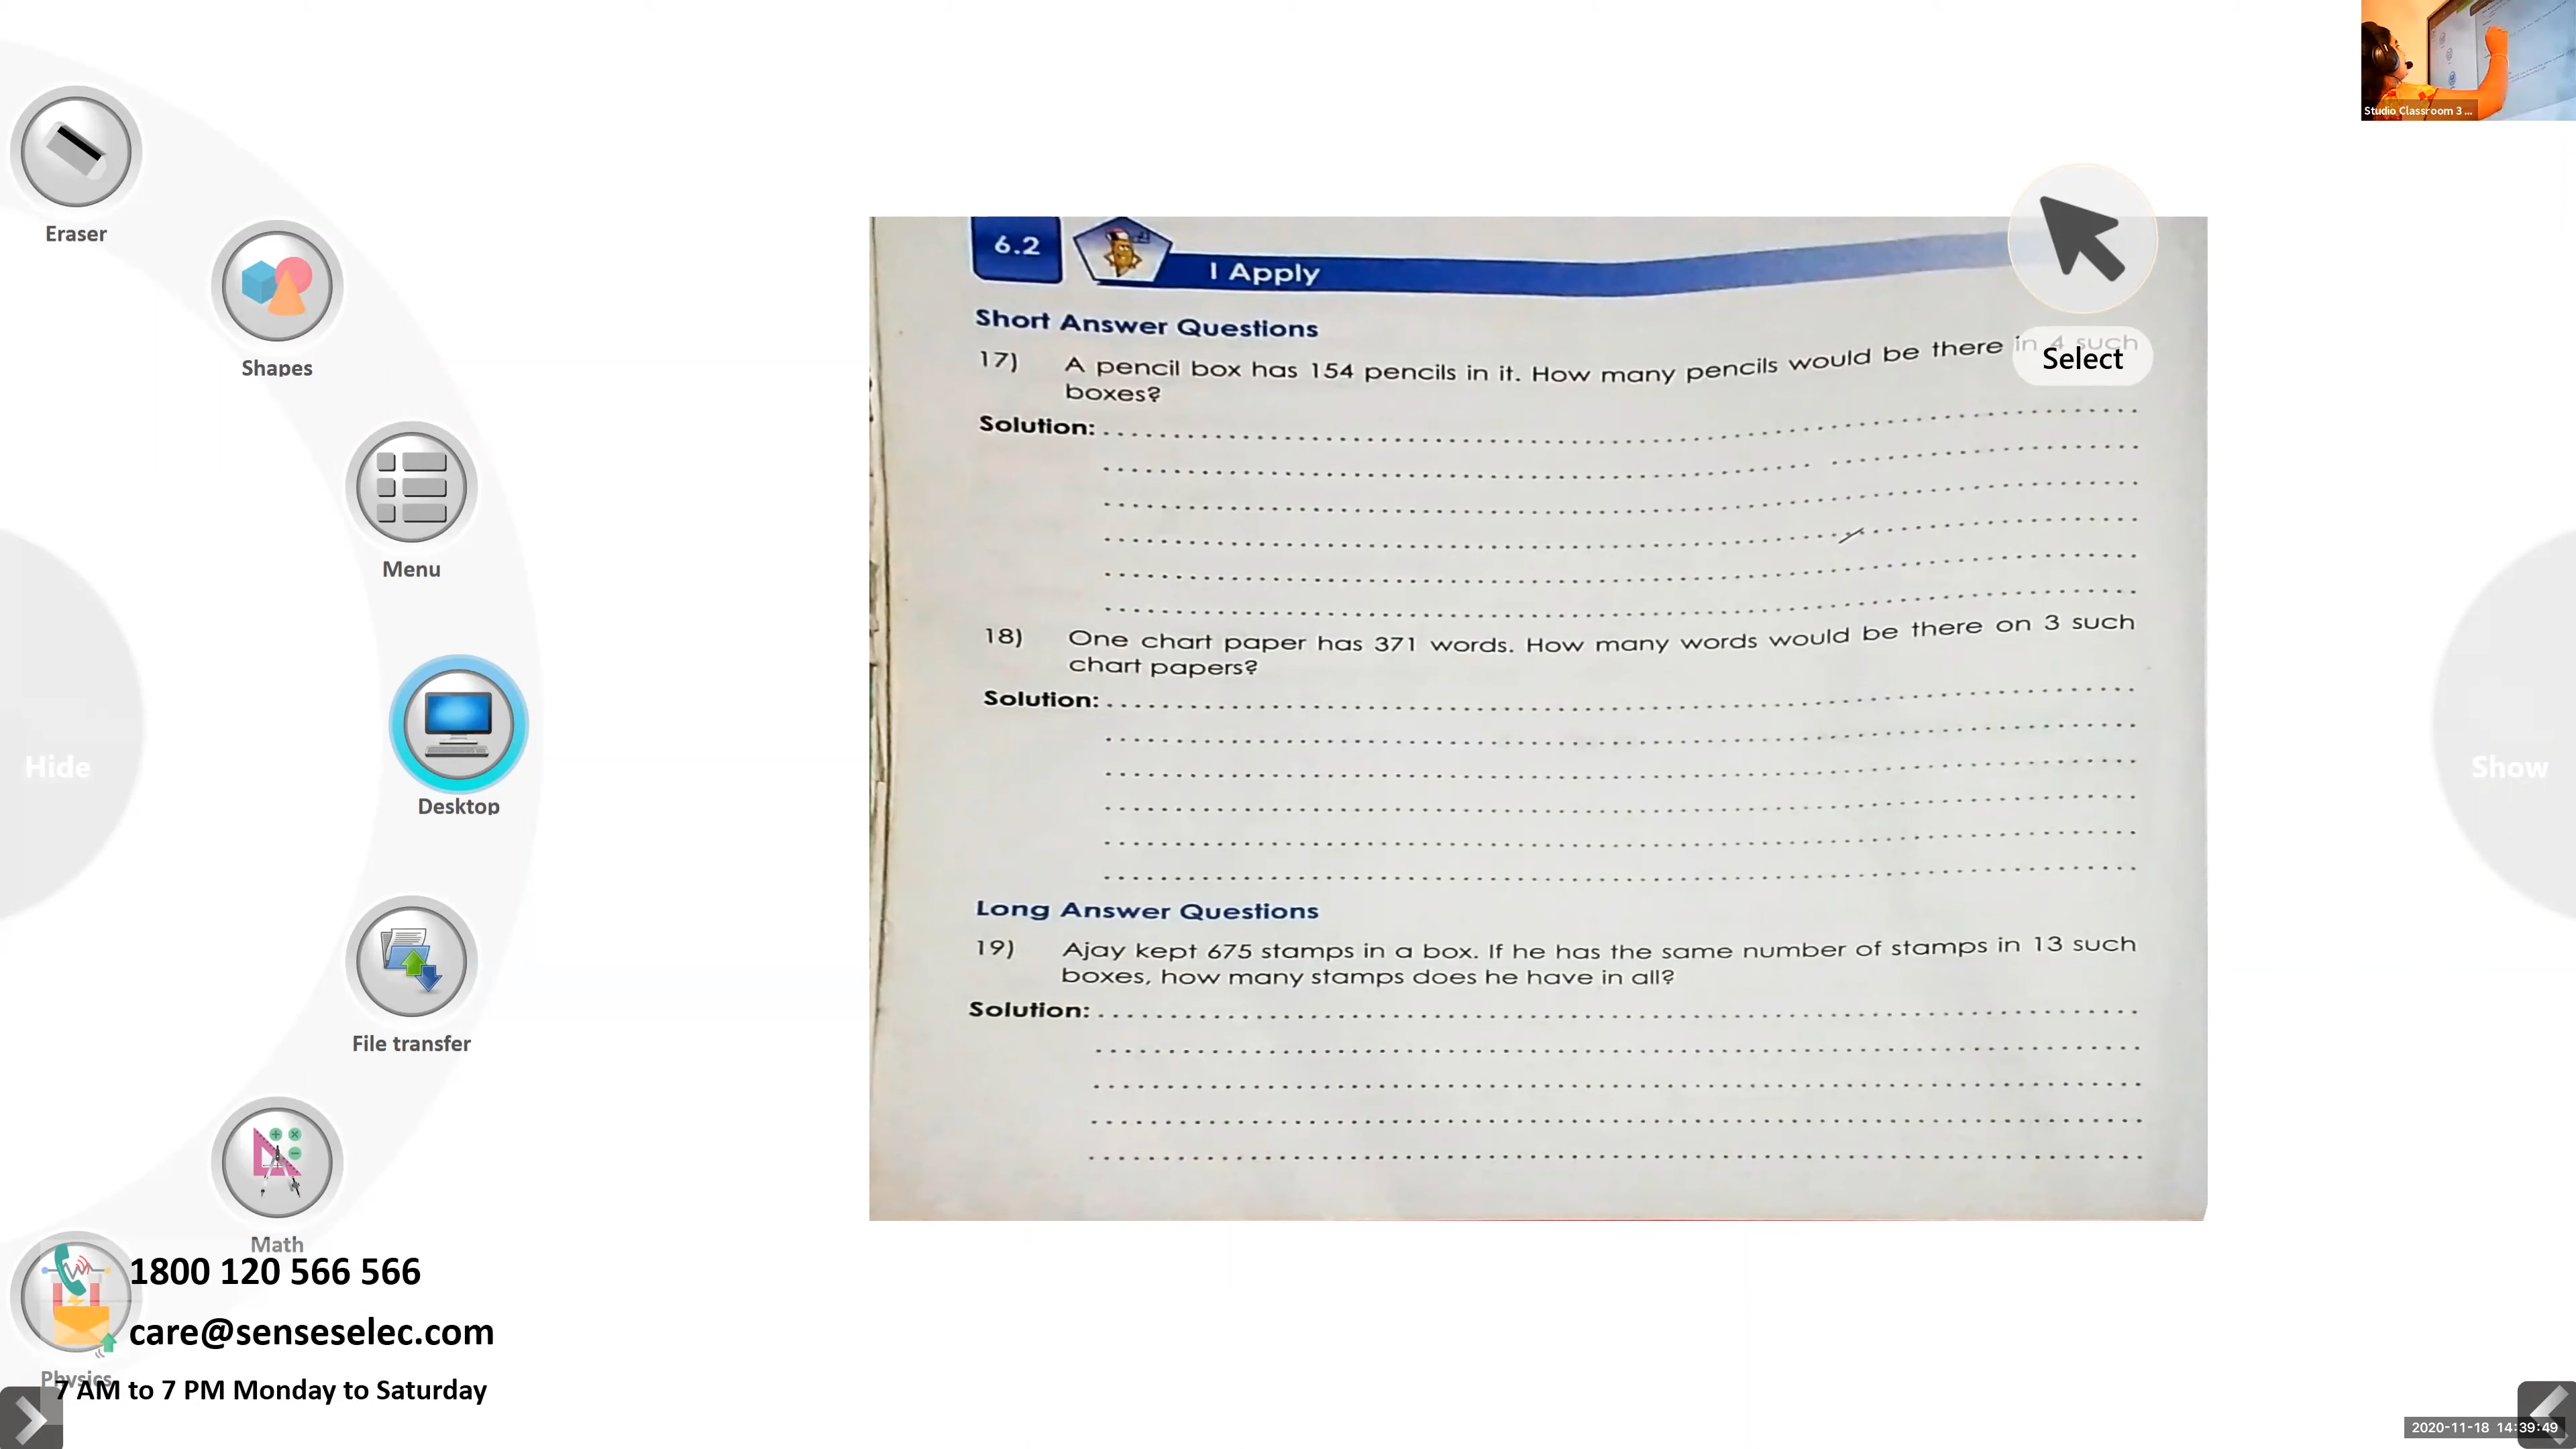 Studio Classroom 3 ...
Eraser
Shapes
Menu
Desktop
File transfer
Math
Physics
Hide
Show
Select
6.2
I Apply
Short Answer Questions
17) A pencil box has 154 pencils in it. How many pencils would be there in 4 such
boxes?
Solution:
18) One chart paper has 371 words. How many words would be there on 3 such
chart papers?
Solution:
Long Answer Questions
19) Ajay kept 675 stamps in a box. If he has the same number of stamps in 13 such
boxes, how many stamps does he have in all?
Solution:
1800 120 566 566
care@senseselec.com
7 AM to 7 PM Monday to Saturday
2020-11-18 14:39:49